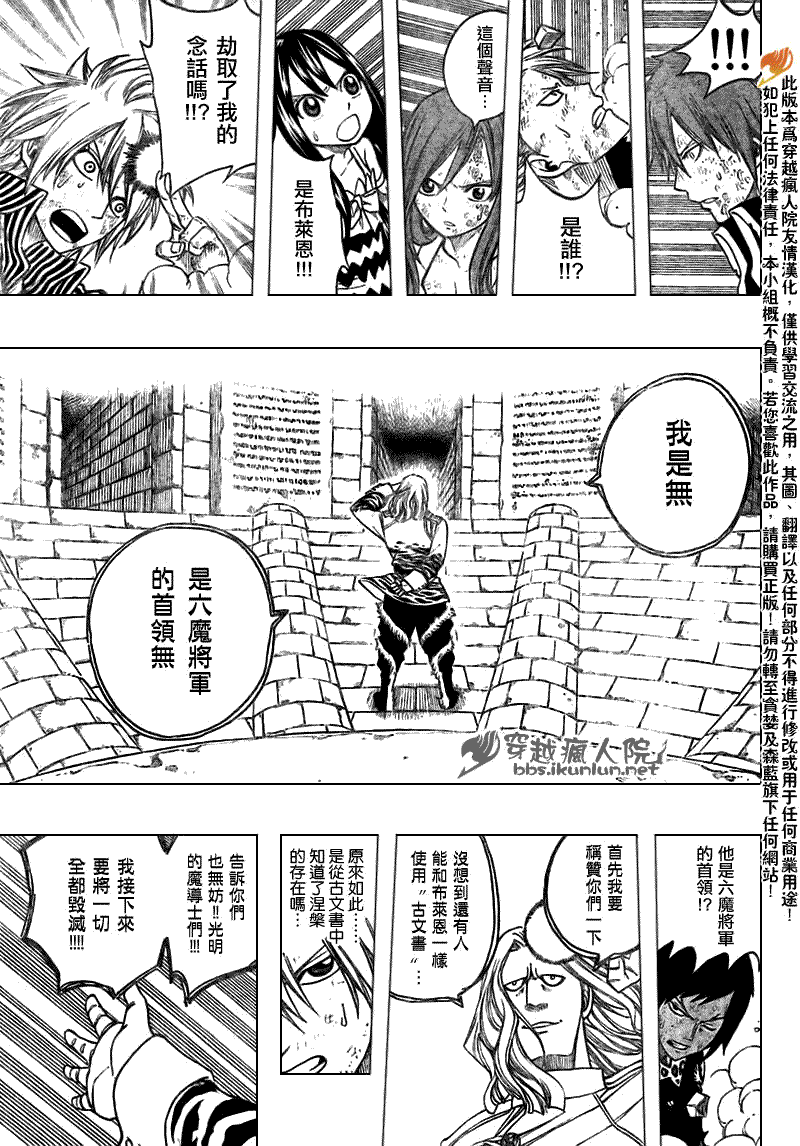 !!!
是誰!!?
這個聲音…
是布萊恩!!!
劫取了我的
念話嗎!!?
我是無
是六魔將軍
的首領無
穿越瘋人院
bbs.ikunlun.net
他是六魔將軍
的首領!?
首先我要
稱贊你們一下
沒想到還有人
能和布萊恩一樣
使用〝古文書〞…
原來如此……
是從古文書中
知道了涅槃
的存在嗎…
告訴你們
也無妨!!光明
的魔導士們!!!
我接下來
要將一切
全都毀滅!!!!
此版本爲穿越瘋人院友情漢化，僅供學習交流之用，其圖、翻譯以及任何部分不得進行修改或用于任何商業用途！
如犯上任何法律責任，本小組概不負責。若您喜歡此作品，請購買正版！請勿轉至貪婪及森藍旗下任何網站！